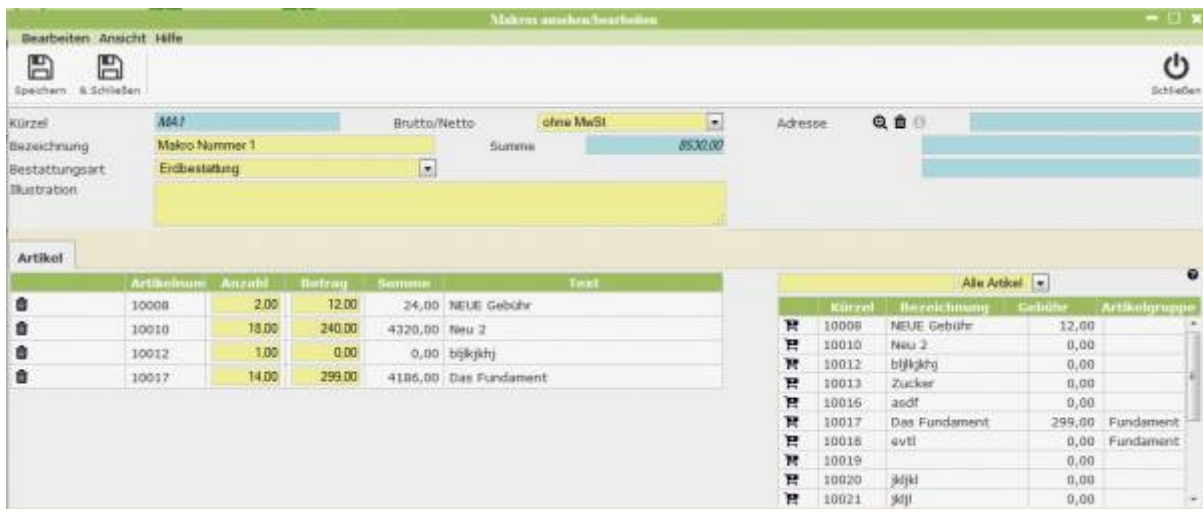 Makros ansehen/bearbeiten
Bearbeiten Ansicht Hilfe
Speichern & Schließen Schließen
Kürzel MA1 Brutto/Netto ohne MwSt Adresse
Bezeichnung Makro Nummer 1 Summe 8530,00
Bestattungsart Erdbestattung
Illustration
Artikel
Alle Artikel
Artikelnum Anzahl Betrag Summe Text
10008 2,00 12,00 24,00 NEUE Gebühr
10010 18,00 240,00 4320,00 Neu 2
10012 1,00 0,00 0,00
10017 14,00 299,00 4186,00 Das Fundament
Kürzel Bezeichnung Gebühr Artikelgruppe
10008 NEUE Gebühr 12,00
10010 Neu 2 0,00
10012 0,00
10013 Zucker 0,00
10016 asdf 0,00
10017 Das Fundament 299,00 Fundament
10018 evtl 0,00 Fundament
10019 0,00
10020 jkljkl 0,00
10021 jkljl 0,00